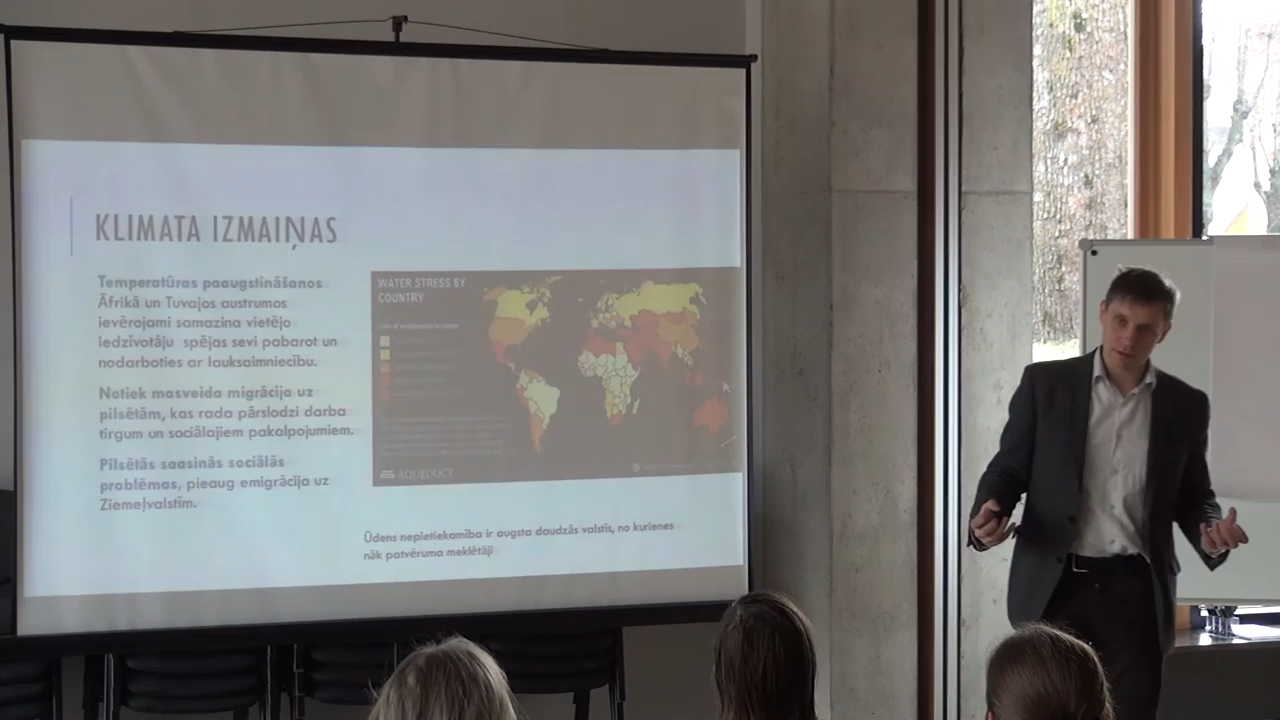 KLIMATA IZMAIŅAS
Temperatūras paaugstināšanos
Āfrikā un Tuvajos austrumos
ievērojami samazina vietējo
iedzīvotāju spējas sevi pabarot un
nodarboties ar lauksaimniecību.
Notiek masveida migrācija uz
pilsētām, kas rada pārslodzi darba
tirgum un sociālajiem pakalpojumiem.
Pilsētās saasinās sociālās
problēmas, pieaug emigrācija uz
Ziemeļvalstīm.
WATER STRESS BY
COUNTRY
AQUEDUCT
Ūdens nepietiekamība ir augsta daudzās valstīs, no kurienes
nāk patvēruma meklētāji